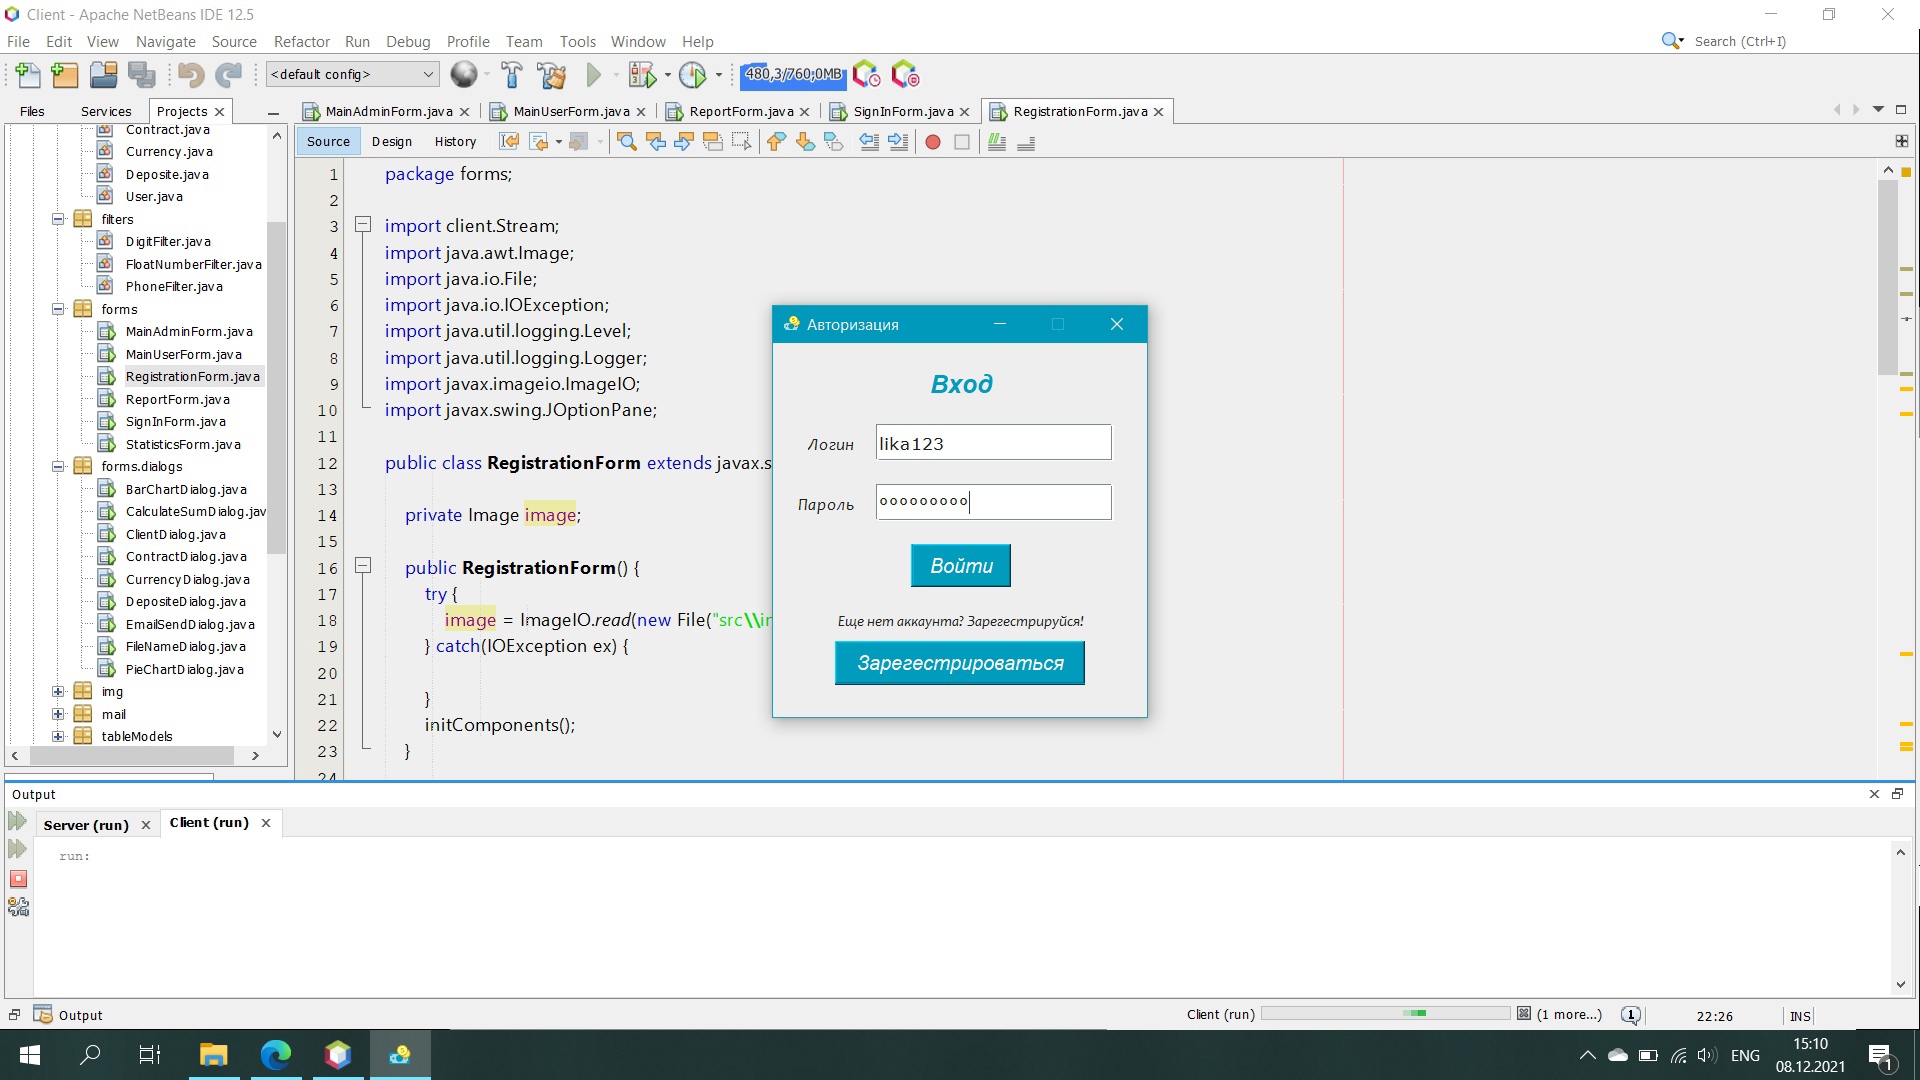 Client - Apache NetBeans IDE 12.5
File Edit View Navigate Source Refactor Run Debug Profile Team Tools Window Help
Search (Ctrl+I)
<default config>
480,3/760,0MB
Files Services Projects
MainAdminForm.java MainUserForm.java ReportForm.java SignInForm.java RegistrationForm.java
Source Design History
Contract.java
Currency.java
Deposite.java
User.java
filters
DigitFilter.java
FloatNumberFilter.java
PhoneFilter.java
forms
MainAdminForm.java
MainUserForm.java
RegistrationForm.java
ReportForm.java
SignInForm.java
StatisticsForm.java
forms.dialogs
BarChartDialog.java
CalculateSumDialog.jav
ClientDialog.java
ContractDialog.java
CurrencyDialog.java
DepositeDialog.java
EmailSendDialog.java
FileNameDialog.java
PieChartDialog.java
img
mail
tableModels
1 package forms;
2
3 import client.Stream;
4 import java.awt.Image;
5 import java.io.File;
6 import java.io.IOException;
7 import java.util.logging.Level;
8 import java.util.logging.Logger;
9 import javax.imageio.ImageIO;
10 import javax.swing.JOptionPane;
11
12 public class RegistrationForm extends javax.s
13
14 private Image image;
15
16 public RegistrationForm() {
17 try {
18 image = ImageIO.read(new File("src\\i
19 } catch(IOException ex) {
20
21 }
22 initComponents();
23 }
24
Авторизация
Вход
Логин lika123
Пароль
Войти
Еще нет аккаунта? Зарегестрируйся!
Зарегестрироваться
Output
Server (run) Client (run)
run:
Output
Client (run) (1 more...) 1 22:26 INS
ENG
15:10
08.12.2021
1